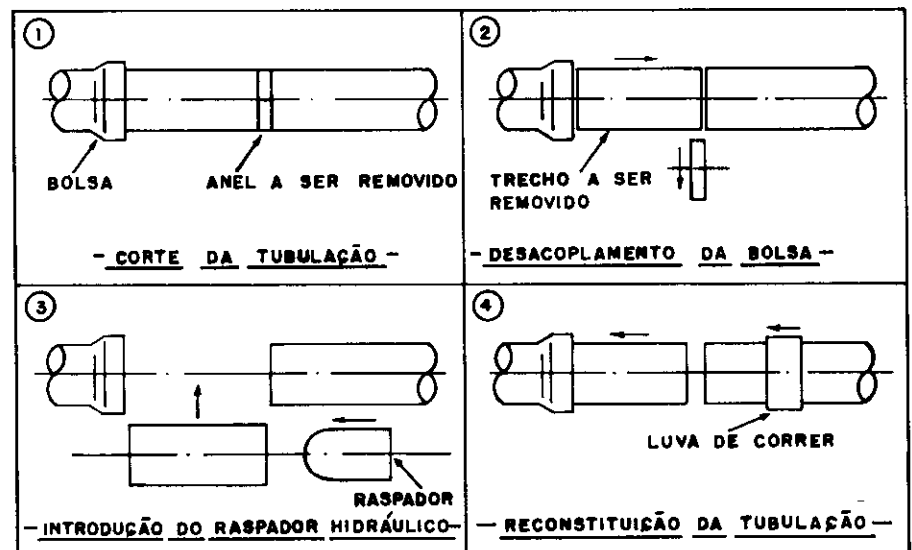 1
BOLSA
ANEL A SER REMOVIDO
- CORTE DA TUBULAÇÃO -
2
TRECHO A SER
REMOVIDO
- DESACOPLAMENTO DA BOLSA -
3
RASPADOR
- INTRODUÇÃO DO RASPADOR HIDRÁULICO -
4
LUVA DE CORRER
- RECONSTITUIÇÃO DA TUBULAÇÃO -